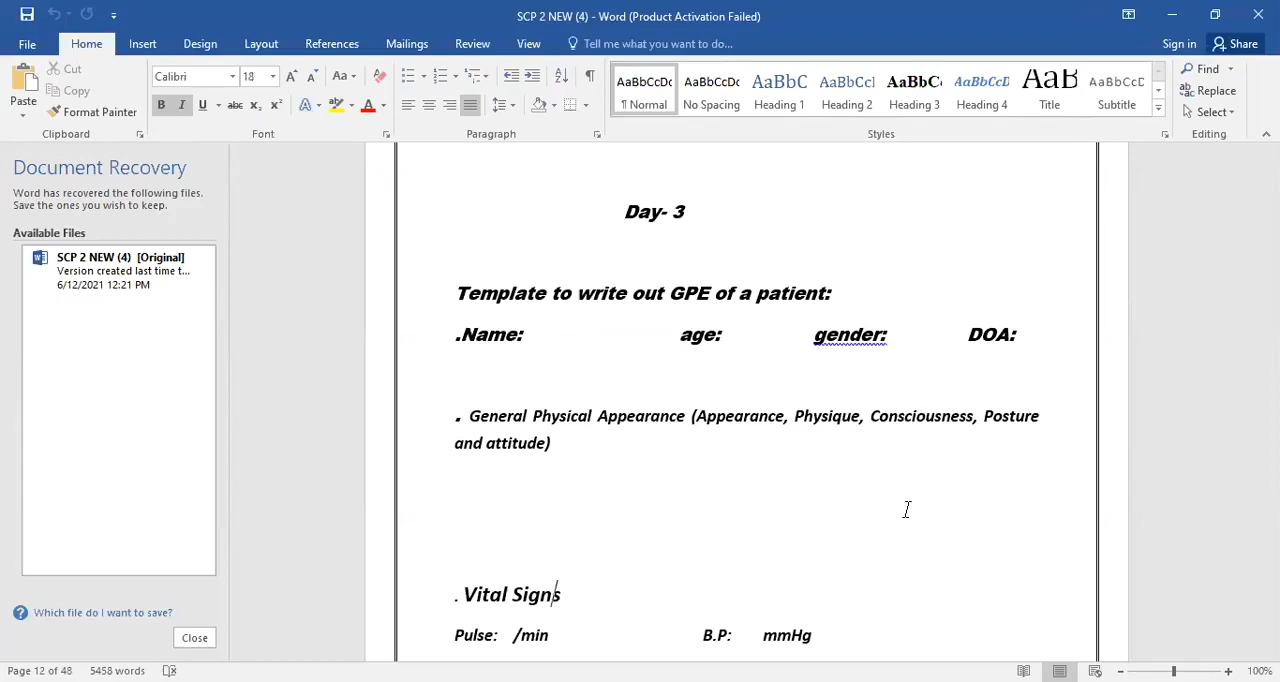 SCP 2 NEW (4) - Word (Product Activation Failed)
File Home Insert Design Layout References Mailings Review View Tell me what you want to do... Sign in Share
Paste
Cut
Copy
Format Painter
Clipboard
Calibri 18
Font
Paragraph
AaBbCcDc AaBbCcDc AaBbC AaBbCcl AaBbC AaBbCcD AaB AaBbCcD
¶ Normal No Spacing Heading 1 Heading 2 Heading 3 Heading 4 Title Subtitle
Styles
Find
Replace
Select
Editing
Document Recovery
Word has recovered the following files.
Save the ones you wish to keep.
Available Files
SCP 2 NEW (4) [Original]
Version created last time t...
6/12/2021 12:21 PM
Which file do I want to save?
Close
Day- 3
Template to write out GPE of a patient:
.Name: age: gender: DOA:
. General Physical Appearance (Appearance, Physique, Consciousness, Posture
and attitude)
. Vital Signs
Pulse: /min B.P: mmHg
Page 12 of 48 5458 words 100%